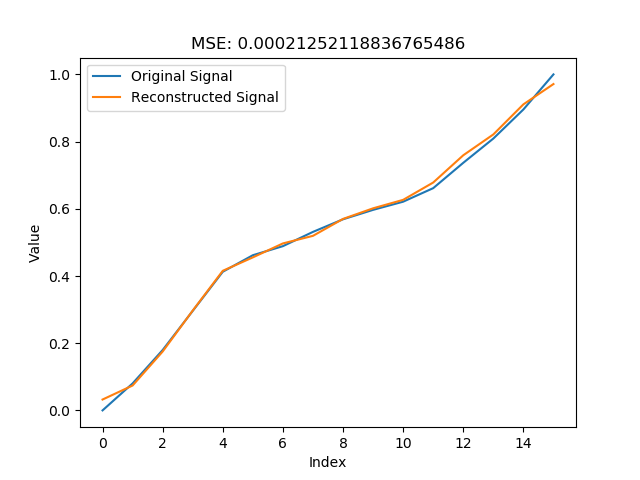 MSE: 0.00021252118836765486
Original Signal
Reconstructed Signal
1.0
0.8
0.6
0.4
0.2
0.0
Value
0 2 4 6 8 10 12 14
Index